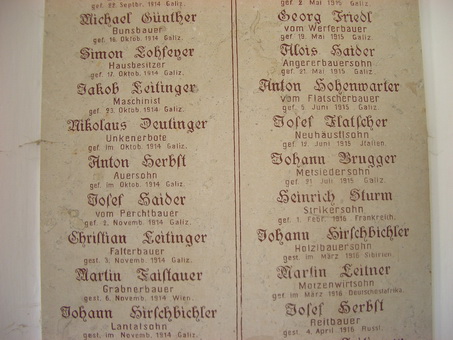 gef. 22. Septbr. 1914 Galiz.
Michael Günther
Bunsbauer
gef. 16. Oktob. 1914 Galiz.
Simon Lohfeyer
Hausbesitzer
gef. 17. Oktob. 1914 Galiz.
Jakob Leitinger
Maschinist
gef. 23. Oktob. 1914 Galiz.
Nikolaus Deutinger
Unkenerbote
gef. im Oktob. 1914 Galiz.
Anton Herbst
Auersohn
gef. im Oktob. 1914 Galiz.
Josef Haider
vom Perchtbauer
gef. 2. Novemb. 1914 Galiz.
Christian Leitinger
Falterbauer
gest. 3. Novemb. 1914 Galiz.
Martin Faistauer
Grabnerbauer
gest. 6. Novemb. 1914 Wien.
Johann Hirschbichler
Lantalsohn
gest. im Novemb. 1914 Galiz.
gef. 8. Mai 1915 Galiz.
Georg Friedl
vom Werferbauer
gef. 19. Mai 1915 Galiz.
Alois Haider
Angererbauersohn
gef. 21. Mai 1915 Galiz.
Anton Hohenwarter
vom Flatscherbauer
gef. 5. Juni 1915 Galiz.
Josef Flatscher
Neuhäuslsohn
gef. 12. Juni 1915 Italien.
Johann Brugger
Metsiedersohn
gef. 21. Juli 1915 Galiz.
Heinrich Sturm
Strikersohn
gef. 1. Febr. 1916 Frankreich.
Johann Hirschbichler
Holzlbauersohn
gest. im März 1916 Sibirien.
Martin Leitner
Motzenwirtsohn
gef. im März 1916 Deutschostafrika.
Josef Herbst
Reitbauer
gest. 4. April 1916 Russl.